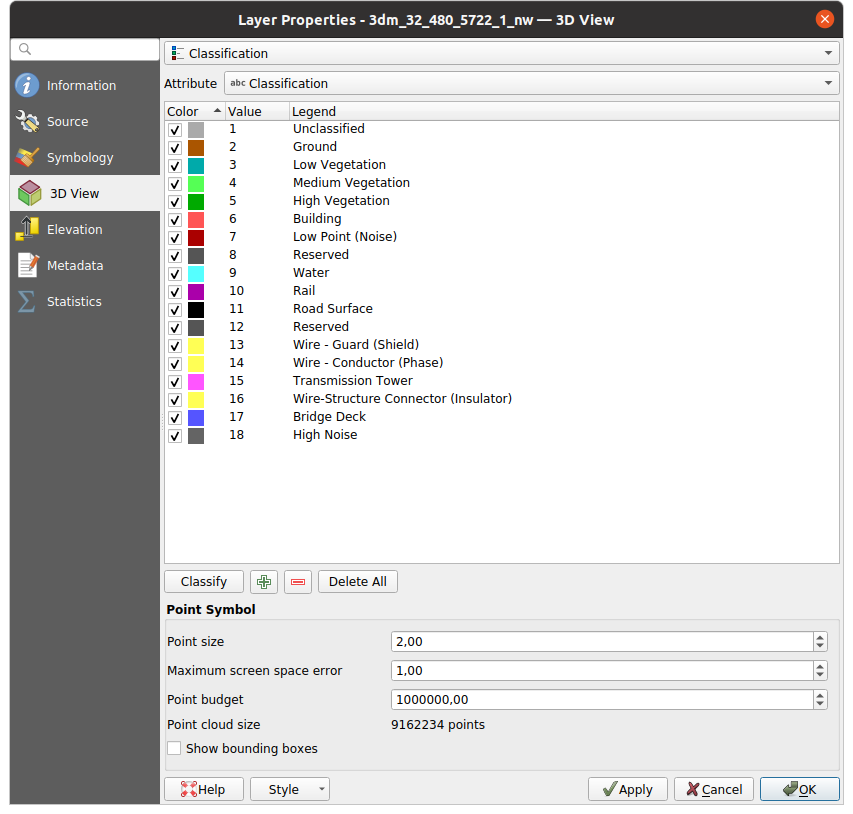 Layer Properties - 3dm_32_480_5722_1_nw — 3D View
Classification
Information
Attribute abc Classification
Source
Symbology
3D View
Elevation
Metadata
Statistics
Color Value Legend
1 Unclassified
2 Ground
3 Low Vegetation
4 Medium Vegetation
5 High Vegetation
6 Building
7 Low Point (Noise)
8 Reserved
9 Water
10 Rail
11 Road Surface
12 Reserved
13 Wire - Guard (Shield)
14 Wire - Conductor (Phase)
15 Transmission Tower
16 Wire-Structure Connector (Insulator)
17 Bridge Deck
18 High Noise
Classify Delete All
Point Symbol
Point size 2,00
Maximum screen space error 1,00
Point budget 1000000,00
Point cloud size 9162234 points
Show bounding boxes
Help Style Apply Cancel OK